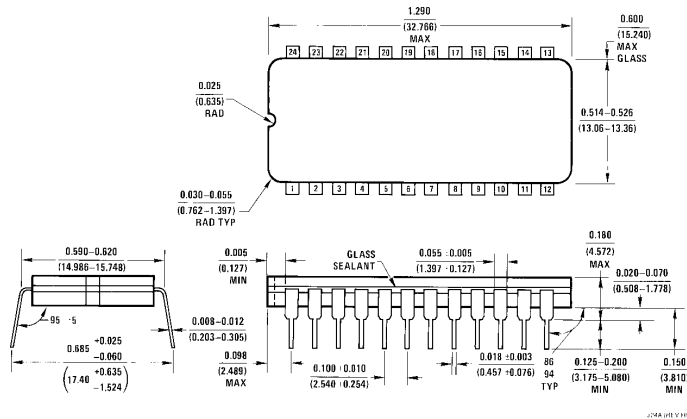 1.290
(32.766)
MAX
0.600
(15.240)
MAX
GLASS
24 23 22 21 20 19 18 17 16 15 14 13
0.025
(0.635)
RAD
0.514–0.526
(13.06–13.36)
0.030–0.055
(0.762–1.397)
RAD TYP
1 2 3 4 5 6 7 8 9 10 11 12
0.590–0.620
(14.986–15.748)
0.005
(0.127)
MIN
GLASS
SEALANT
0.055 ±0.005
(1.397 ±0.127)
0.180
(4.572)
MAX
0.020–0.070
(0.508–1.778)
95 ·5
0.008–0.012
(0.203–0.305)
0.685 +0.025
–0.060
(17.40 +0.635
–1.524)
0.098
(2.489)
MAX
0.100 ±0.010
(2.540 ±0.254)
0.018 ±0.003
(0.457 ±0.076)
86
94
TYP
0.125–0.200
(3.175–5.080)
MIN
0.150
(3.810)
MIN